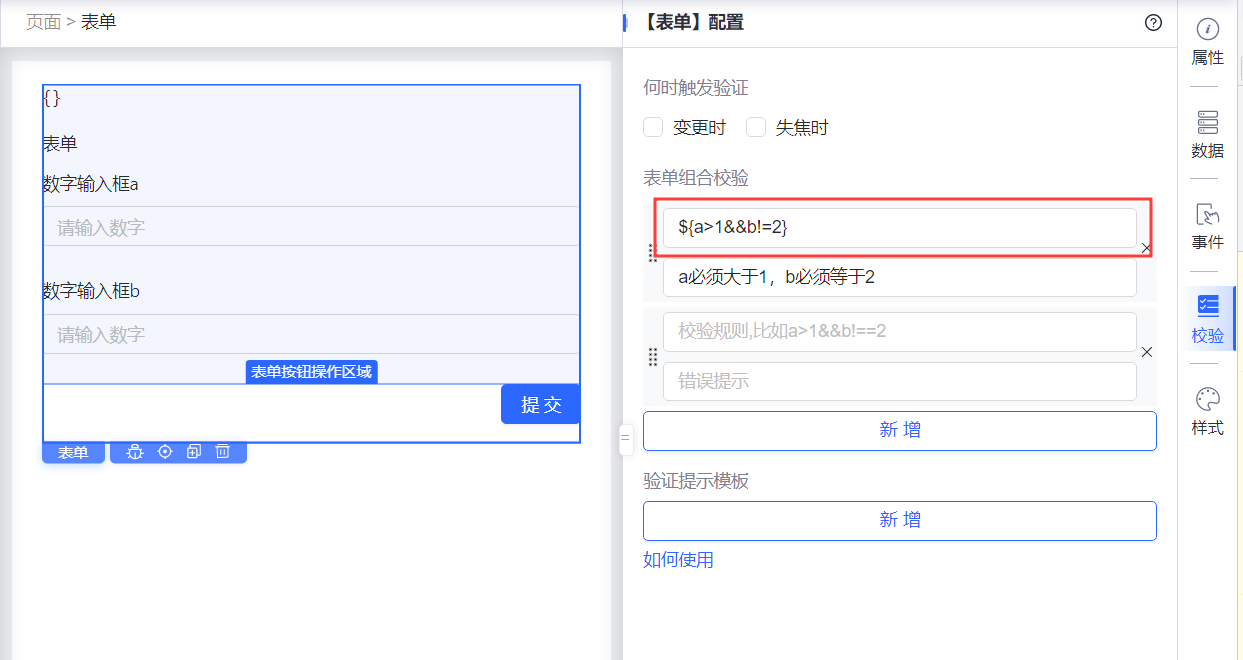 页面 > 表单
{}
表单
数字输入框a
请输入数字
数字输入框b
请输入数字
表单按钮操作区域
提 交
表单
【表单】配置
何时触发验证
变更时 失焦时
表单组合校验
${a>1&&b!=2}
a必须大于1，b必须等于2
校验规则,比如a>1&&b!==2
错误提示
新 增
验证提示模板
新 增
如何使用
属性
数据
事件
校验
样式